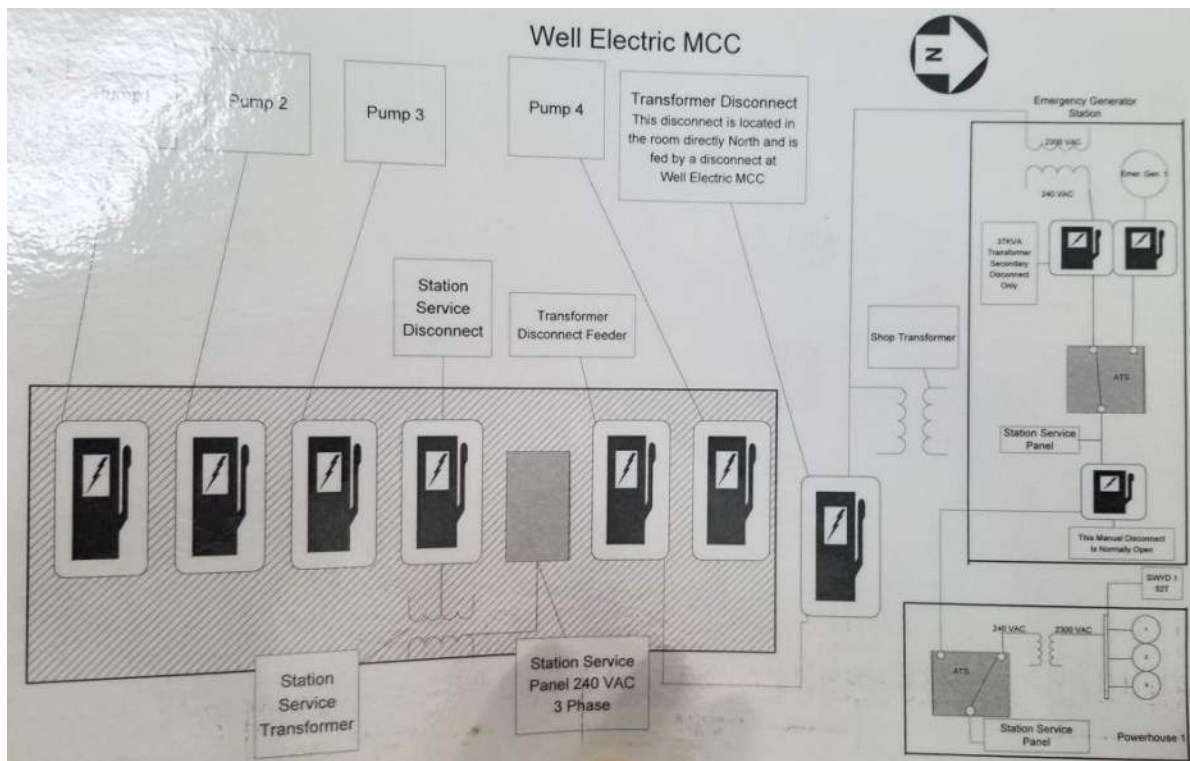 Well Electric MCC
N
Pump 2
Pump 3
Pump 4
Transformer Disconnect
This disconnect is located in
the room directly North and is
fed by a disconnect at
Well Electric MCC
Emergency Generator
Station
2300 VAC
240 VAC
Emer. Gen. 1
37KVA
Transformer
Secondary
Disconnect
Only
Station
Service
Disconnect
Transformer
Disconnect Feeder
Shop Transformer
ATS
Station Service
Panel
This Manual Disconnect
Is Normally Open
SWYD 1
52T
240 VAC
2300 VAC
1
2
ATS
Station Service
Panel
Powerhouse 1
Station
Service
Transformer
Station Service
Panel 240 VAC
3 Phase